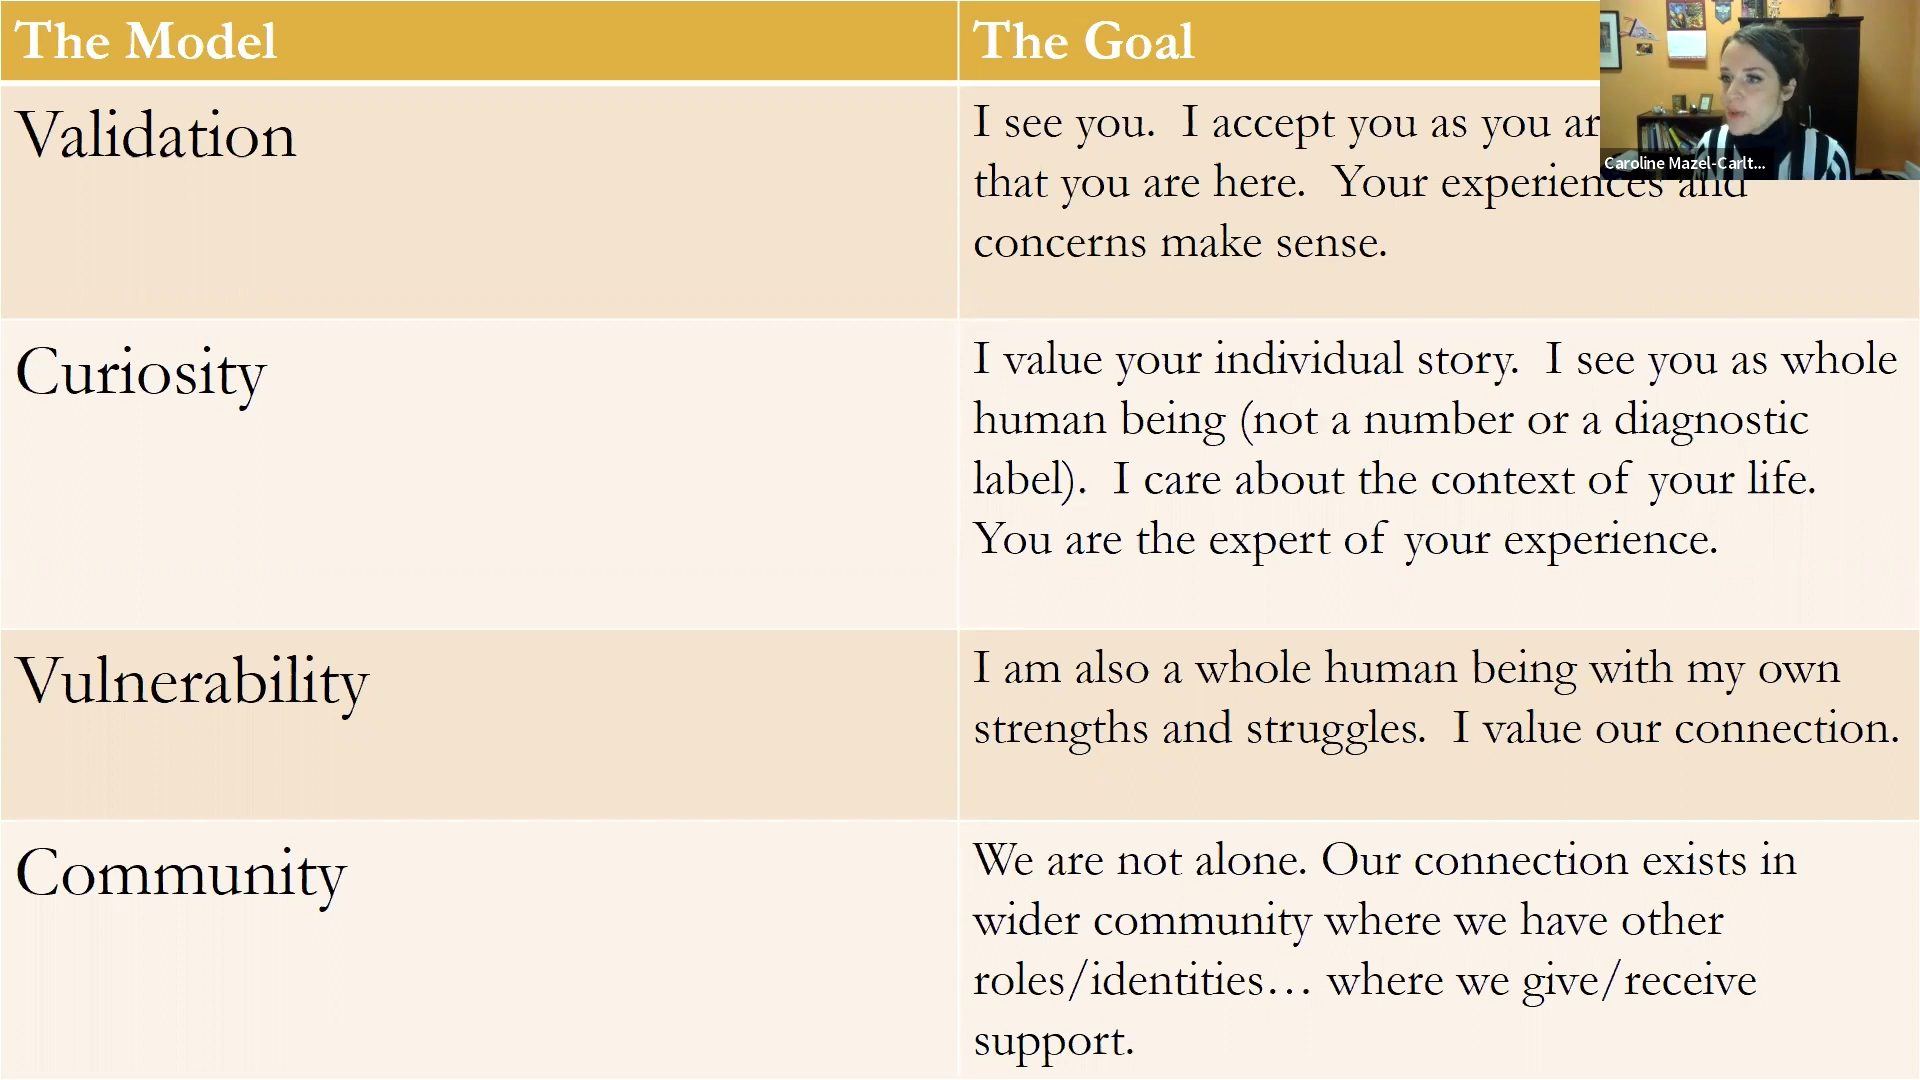 The Model
The Goal
Validation
I see you.  I accept you as you
that you are here.  Your experiences and
concerns make sense.
Curiosity
I value your individual story.  I see you as whole
human being (not a number or a diagnostic
label).  I care about the context of your life.
You are the expert of your experience.
Vulnerability
I am also a whole human being with my own
strengths and struggles.  I value our connection.
Community
We are not alone. Our connection exists in
wider community where we have other
roles/identities… where we give/receive
support.
Caroline Mazel-Carlt...